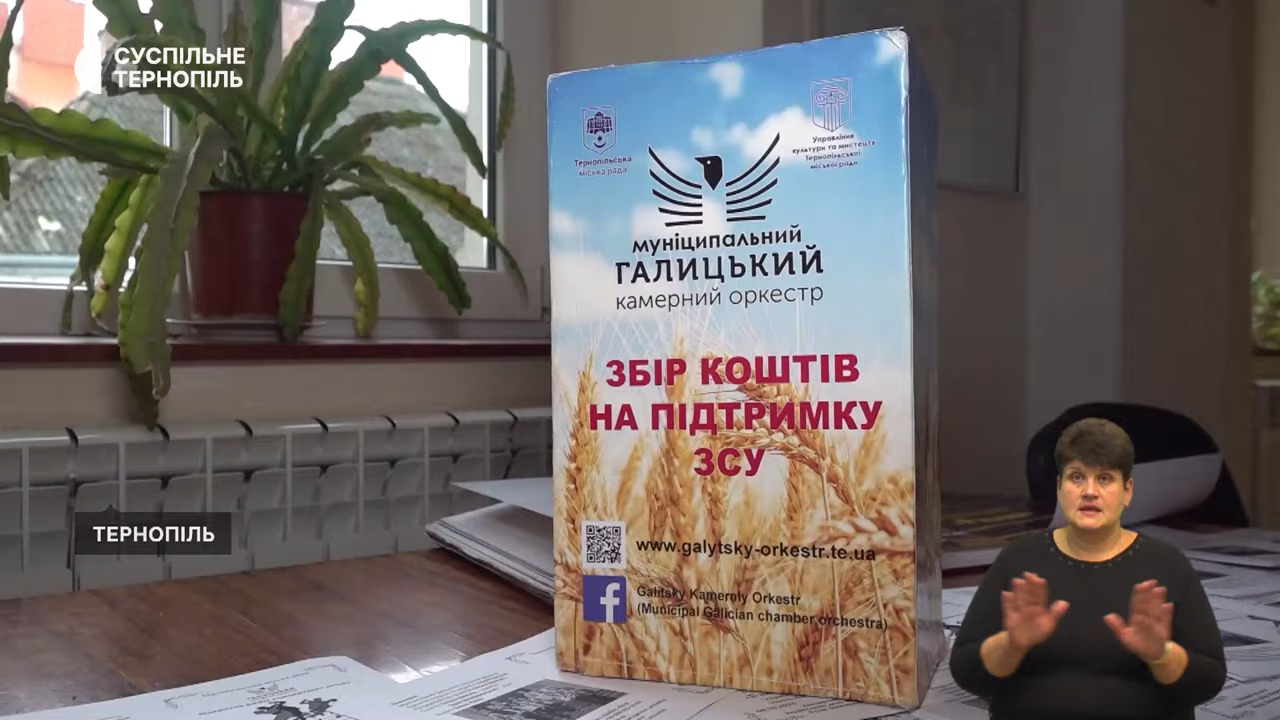 СУСПІЛЬНЕ
ТЕРНОПІЛЬ
Тернопільська
міська рада
Управління
культури та мистецтв
Тернопільської
міської ради
муніципальний
ГАЛИЦЬКИЙ
камерний оркестр
ЗБІР КОШТІВ
НА ПІДТРИМКУ
ЗСУ
www.galytsky-orkestr.te.ua
Galitsky Kamerniy Orkestr
(Municipal Galician chamber orchestra)
ТЕРНОПІЛЬ